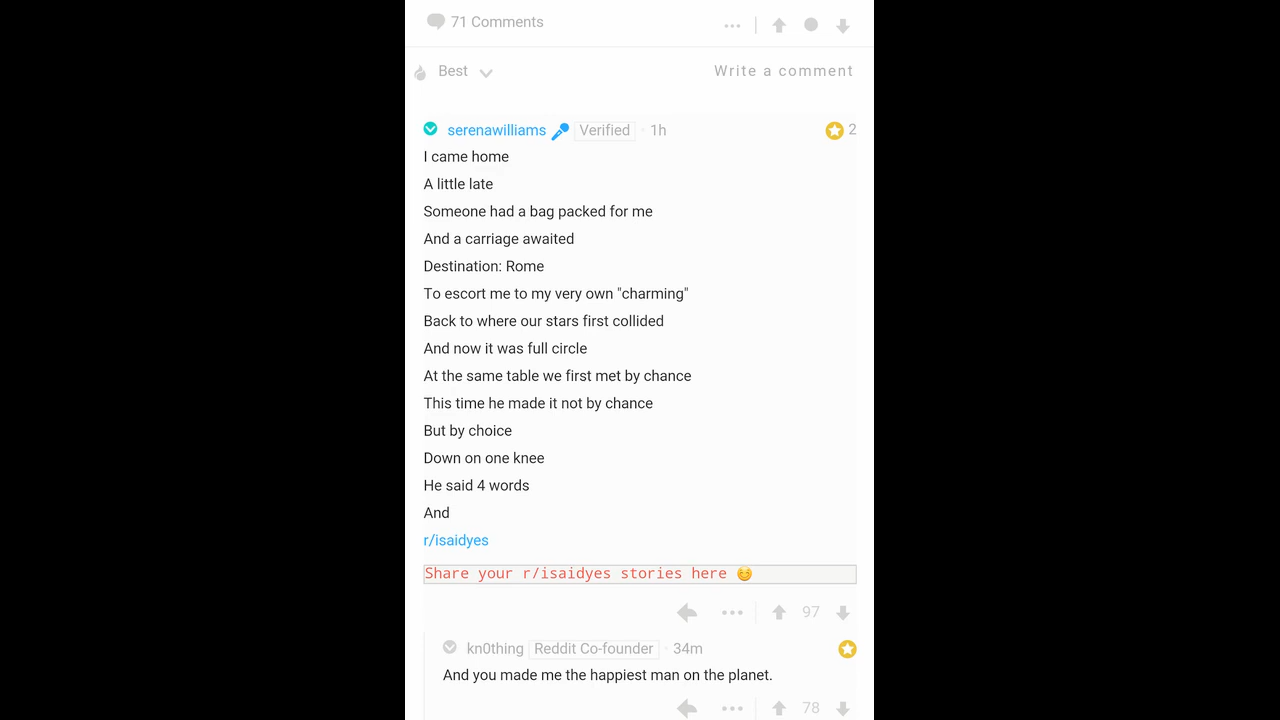 71 Comments
Best
Write a comment
serenawilliams Verified · 1h 2
I came home
A little late
Someone had a bag packed for me
And a carriage awaited
Destination: Rome
To escort me to my very own "charming"
Back to where our stars first collided
And now it was full circle
At the same table we first met by chance
This time he made it not by chance
But by choice
Down on one knee
He said 4 words
And
r/isaidyes
Share your r/isaidyes stories here 😊
97
kn0thing Reddit Co-founder · 34m
And you made me the happiest man on the planet.
78